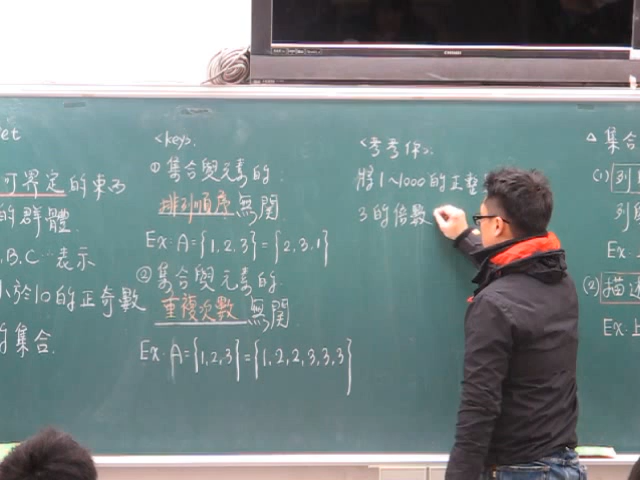 et
可界定的東西
的群體.
B.C…表示
小於10的正奇數
的集合.
<key>.
① 集合與元素的
排列順序無關.
Ex: A={1,2,3}={2,3,1}
② 集合與元素的.
重複次數無關.
Ex: A={1,2,3}={1,2,2,3,3,3}
<考考你>.
將1~1000的正整
3的倍數
△ 集合
(1) 列
列
Ex:
(2) 描述
Ex: 上